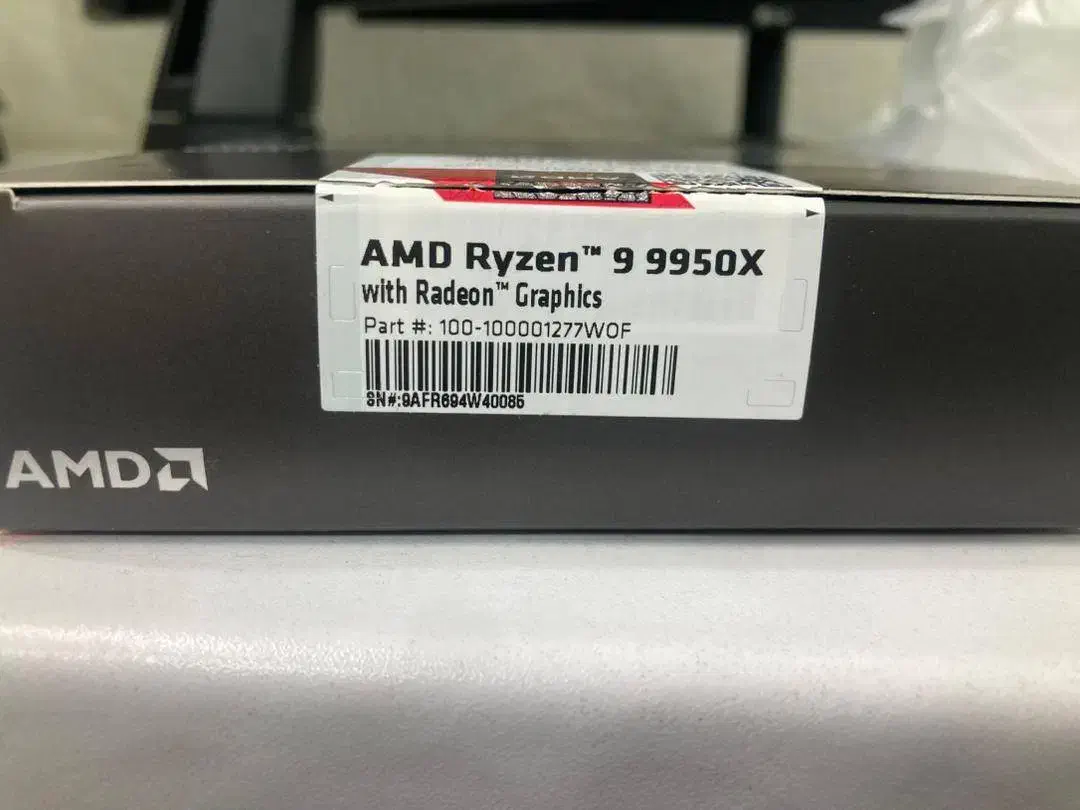 AMD Ryzen™ 9 9950X
with Radeon™ Graphics
Part #: 100-100001277WOF
SN#:9AFR694W40085
AMD